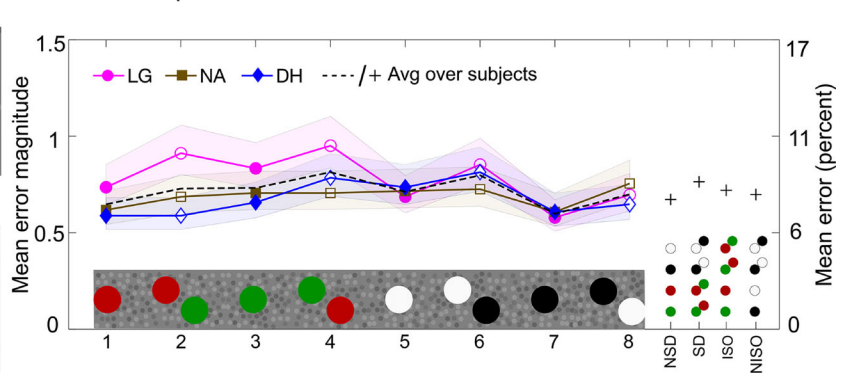 1.5
17
LG NA DH /+ Avg over subjects
1
11
0.5
6
0
0
Mean error magnitude
Mean error (percent)
1 2 3 4 5 6 7 8
NSD SD ISO NISO